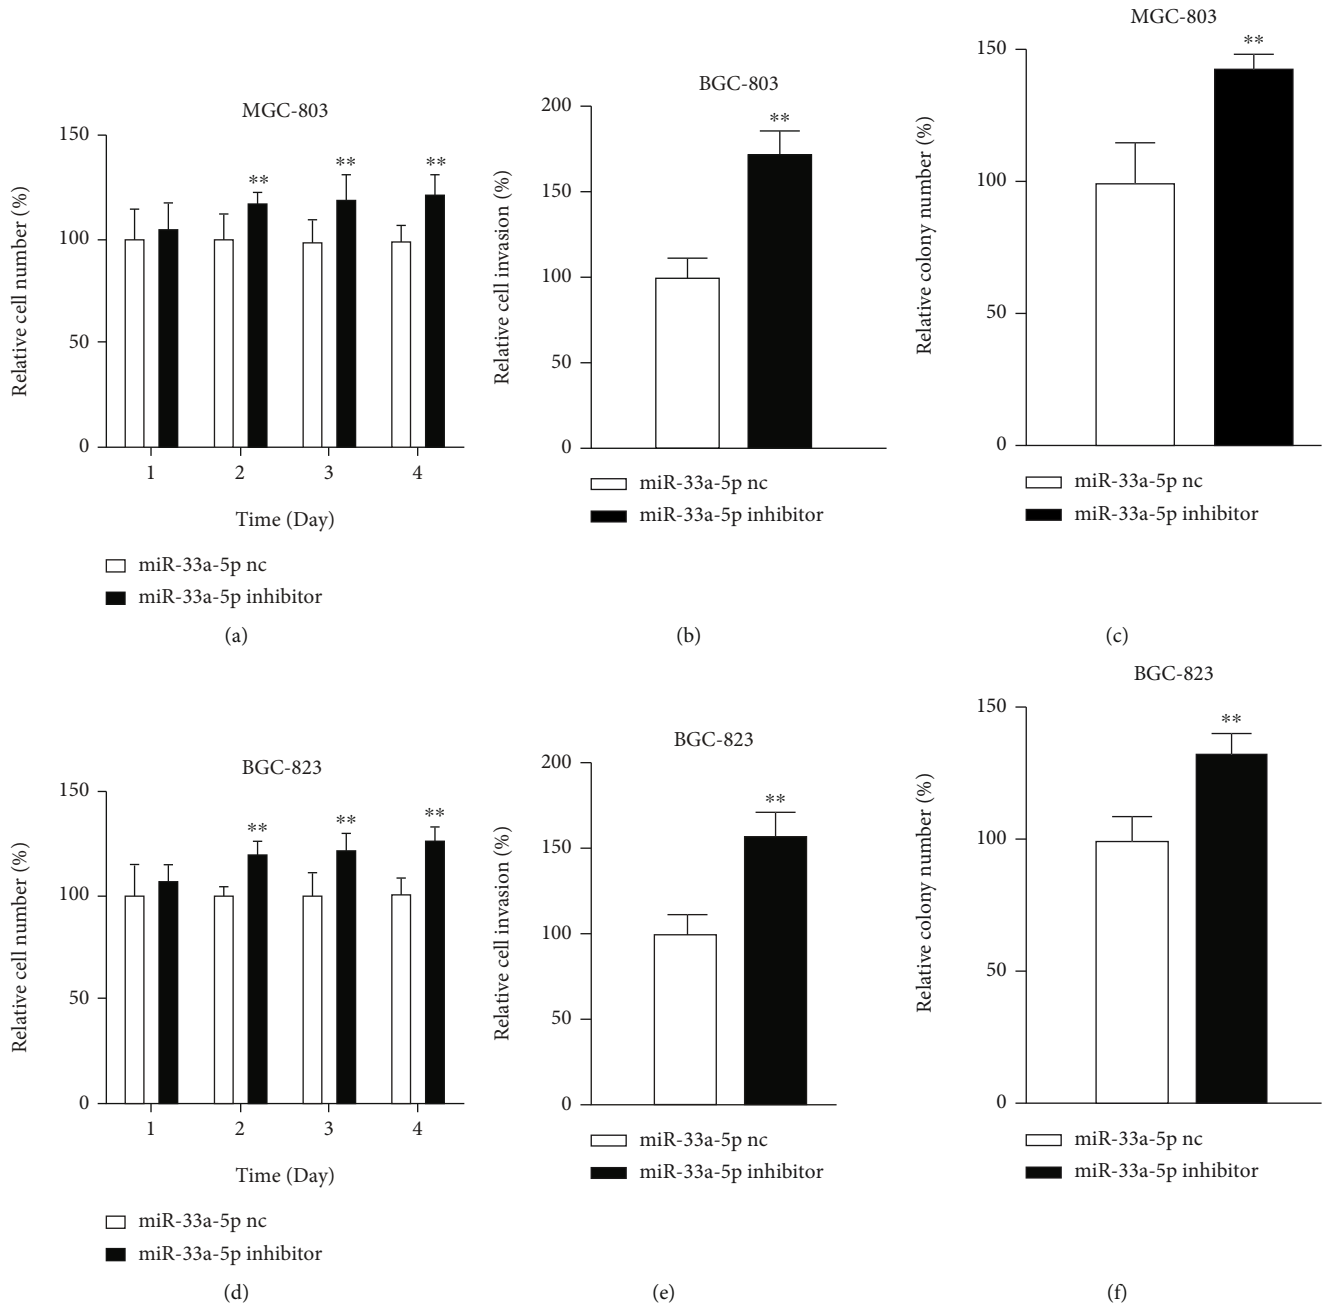 MGC-803
Relative cell number (%)
150
100
50
0
** ** **
1 2 3 4
Time (Day)
miR-33a-5p nc
miR-33a-5p inhibitor
(a)
BGC-803
Relative cell invasion (%)
200
150
100
50
0
**
miR-33a-5p nc
miR-33a-5p inhibitor
(b)
MGC-803
Relative colony number (%)
150
100
50
0
**
miR-33a-5p nc
miR-33a-5p inhibitor
(c)
BGC-823
Relative cell number (%)
150
100
50
0
** ** **
1 2 3 4
Time (Day)
miR-33a-5p nc
miR-33a-5p inhibitor
(d)
BGC-823
Relative cell invasion (%)
200
150
100
50
0
**
miR-33a-5p nc
miR-33a-5p inhibitor
(e)
BGC-823
Relative colony number (%)
150
100
50
0
**
miR-33a-5p nc
miR-33a-5p inhibitor
(f)